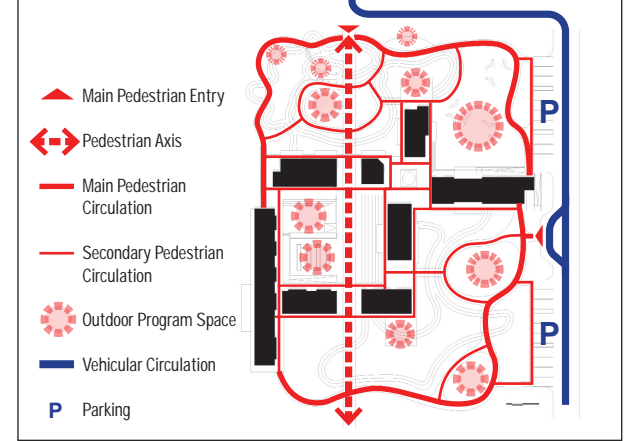 Main Pedestrian Entry
Pedestrian Axis
Main Pedestrian
Circulation
Secondary Pedestrian
Circulation
Outdoor Program Space
Vehicular Circulation
P Parking
P
P